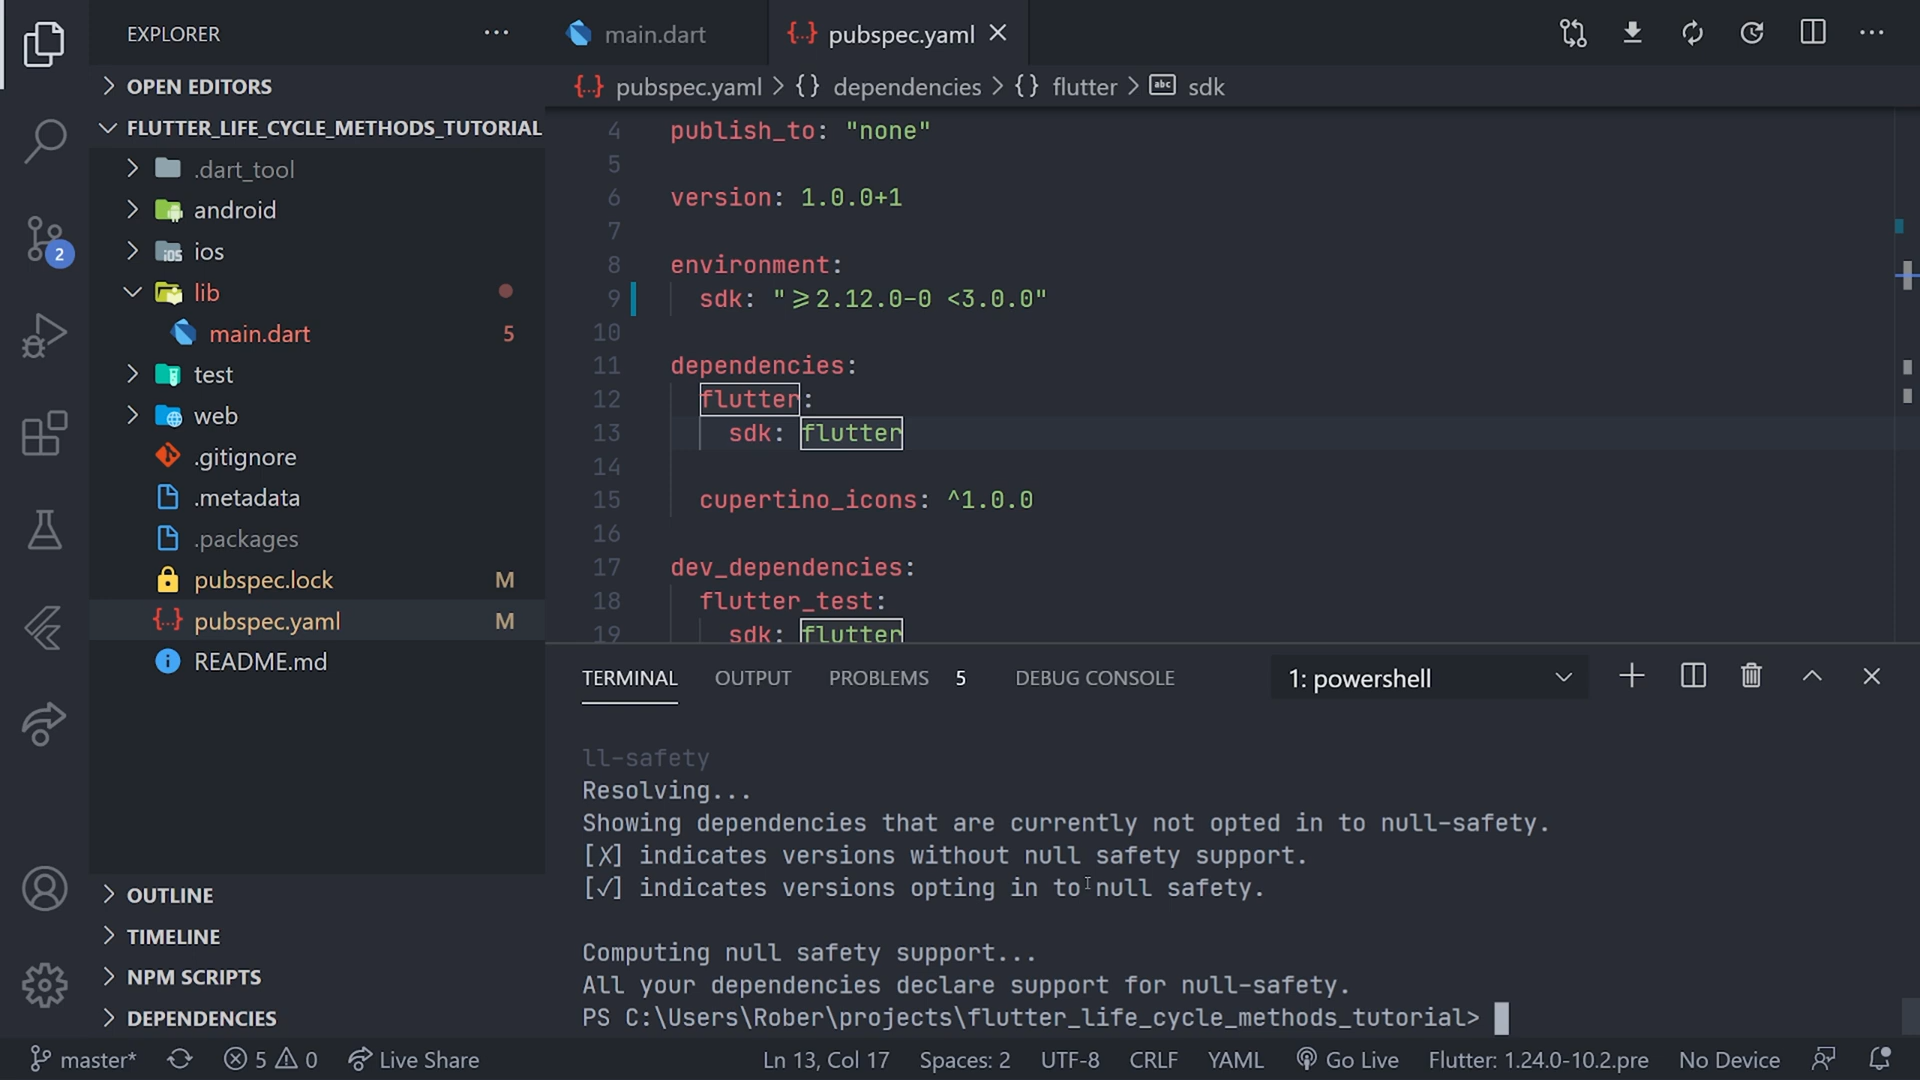 EXPLORER
main.dart
{..} pubspec.yaml
OPEN EDITORS
{..} pubspec.yaml > {} dependencies > {} flutter > abc sdk
FLUTTER_LIFE_CYCLE_METHODS_TUTORIAL
.dart_tool
android
ios
lib
main.dart 5
test
web
.gitignore
.metadata
.packages
pubspec.lock M
{..} pubspec.yaml M
README.md
2
OUTLINE
TIMELINE
NPM SCRIPTS
DEPENDENCIES
4 publish_to: "none"
5
6 version: 1.0.0+1
7
8 environment:
9 sdk: ">=2.12.0-0 <3.0.0"
10
11 dependencies:
12 flutter:
13 sdk: flutter
14
15 cupertino_icons: ^1.0.0
16
17 dev_dependencies:
18 flutter_test:
19 sdk: flutter
TERMINAL OUTPUT PROBLEMS 5 DEBUG CONSOLE 1: powershell
ll-safety
Resolving...
Showing dependencies that are currently not opted in to null-safety.
[✗] indicates versions without null safety support.
[✓] indicates versions opting in to null safety.
Computing null safety support...
All your dependencies declare support for null-safety.
PS C:\Users\Rober\projects\flutter_life_cycle_methods_tutorial>
master* 5 0 Live Share Ln 13, Col 17 Spaces: 2 UTF-8 CRLF YAML Go Live Flutter: 1.24.0-10.2.pre No Device